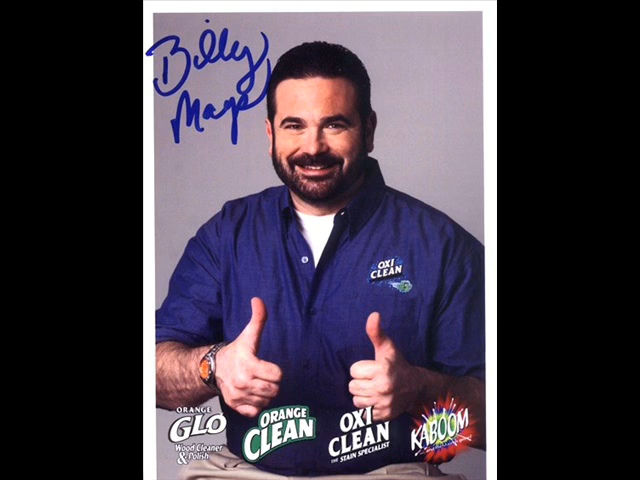 Billy
Mays
OXI
CLEAN
ORANGE
GLO
Wood Cleaner
& Polish
ORANGE
CLEAN
OXI
CLEAN
THE STAIN SPECIALIST
KABOOM